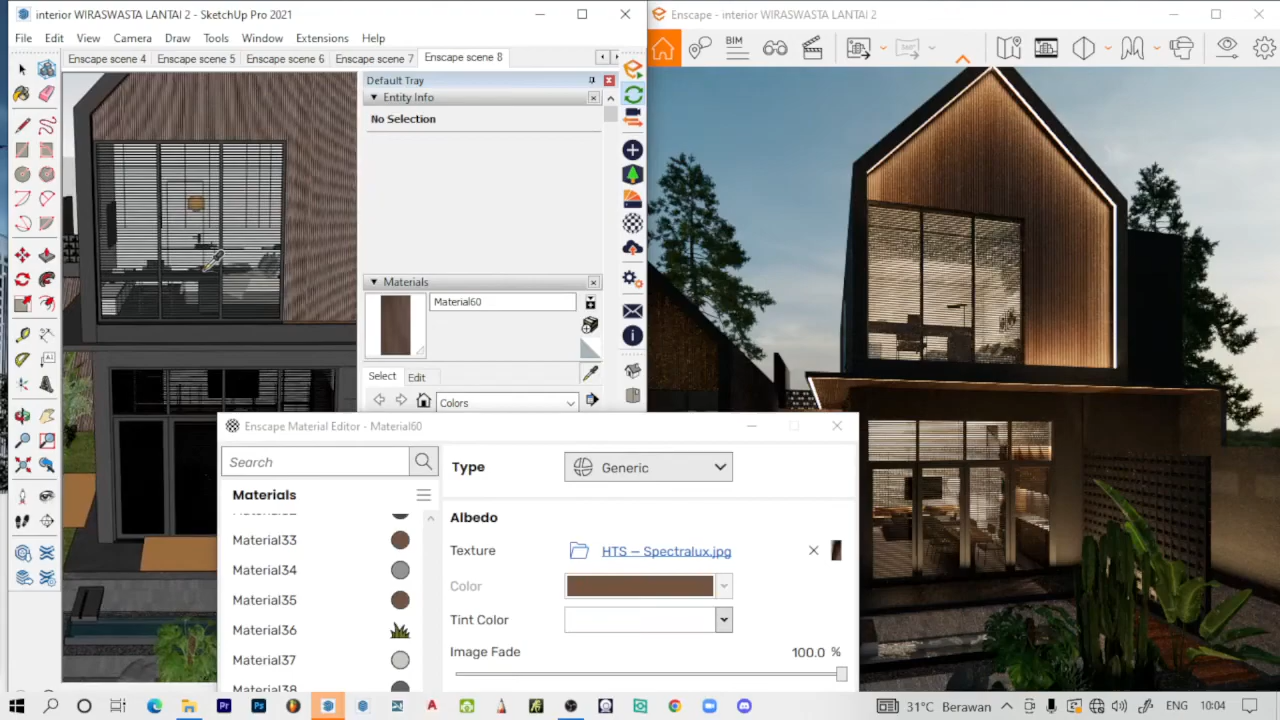 interior WIRASWASTA LANTAI 2 - SketchUp Pro 2021
Enscape - interior WIRASWASTA LANTAI 2
File Edit View Camera Draw Tools Window Extensions Help
BIM
360°
Enscape scene 4 Enscape scene 5 Enscape scene 6 Enscape scene 7 Enscape scene 8
Default Tray
Entity Info
No Selection
Materials
Material60
Select Edit
Colors
Enscape Material Editor - Material60
Search
Type
Generic
Materials
Albedo
Material33
Texture
HTS – Spectralux.jpg
Material34
Color
Material35
Tint Color
Material36
Image Fade
100.0 %
Material37
Material38
31°C Berawan
ENG
10:04